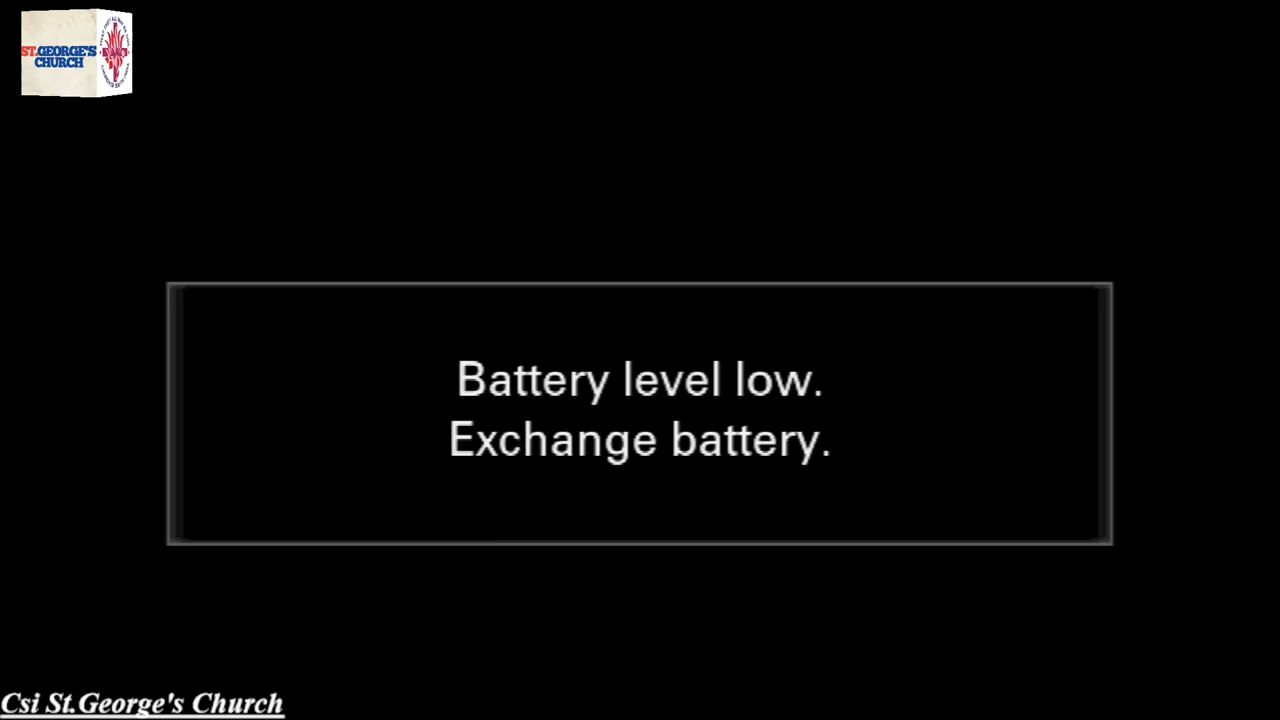 ST.GEORGE'S
CHURCH
Battery level low.
Exchange battery.
Csi St.George's Church